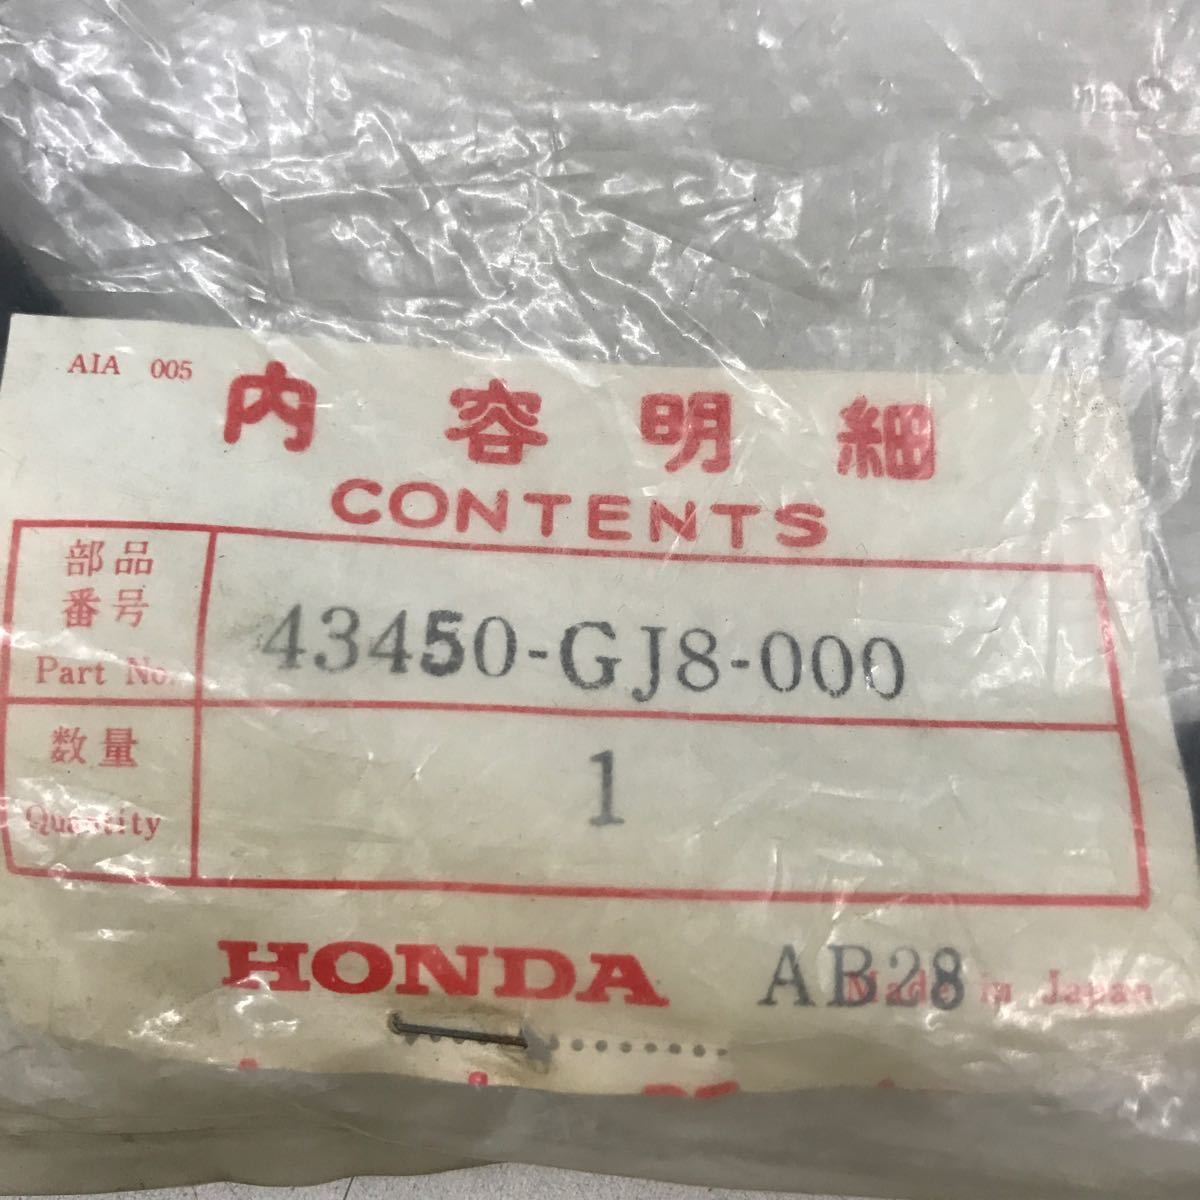 AIA 005
内容明細
CONTENTS
部品
番号
Part No.
43450-GJ8-000
数量
Quantity
1
HONDA
AB28
Made in Japan